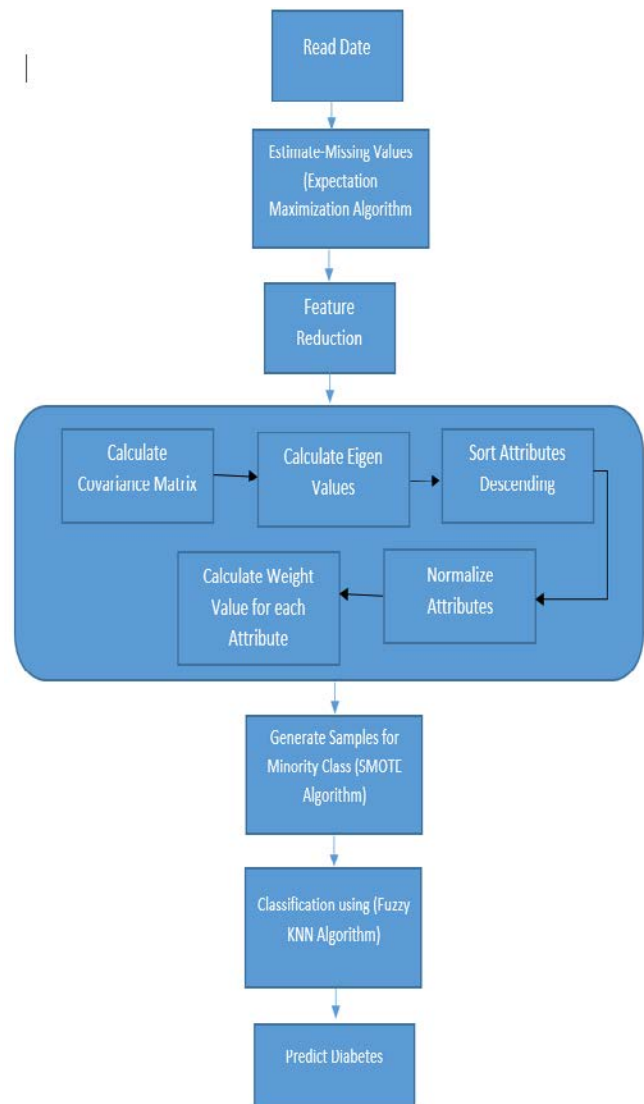 Read Date
Estimate-Missing Values
(Expectation
Maximization Algorithm
Feature
Reduction
Calculate
Covariance Matrix
Calculate Eigen
Values
Sort Attributes
Descending
Normalize
Attributes
Calculate Weight
Value for each
Attribute
Generate Samples for
Minority Class (SMOTE
Algorithm)
Classification using (Fuzzy
KNN Algorithm)
Predict Diabetes